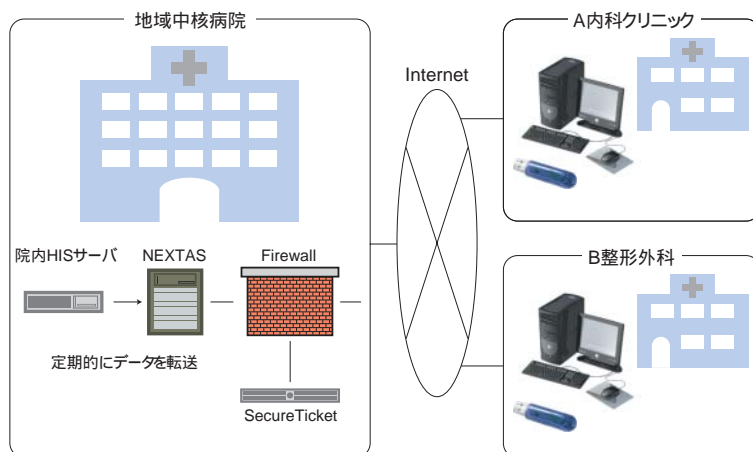 地域中核病院
A内科クリニック
Internet
院内HISサーバ
NEXTAS
Firewall
B整形外科
定期的にデータを転送
SecureTicket